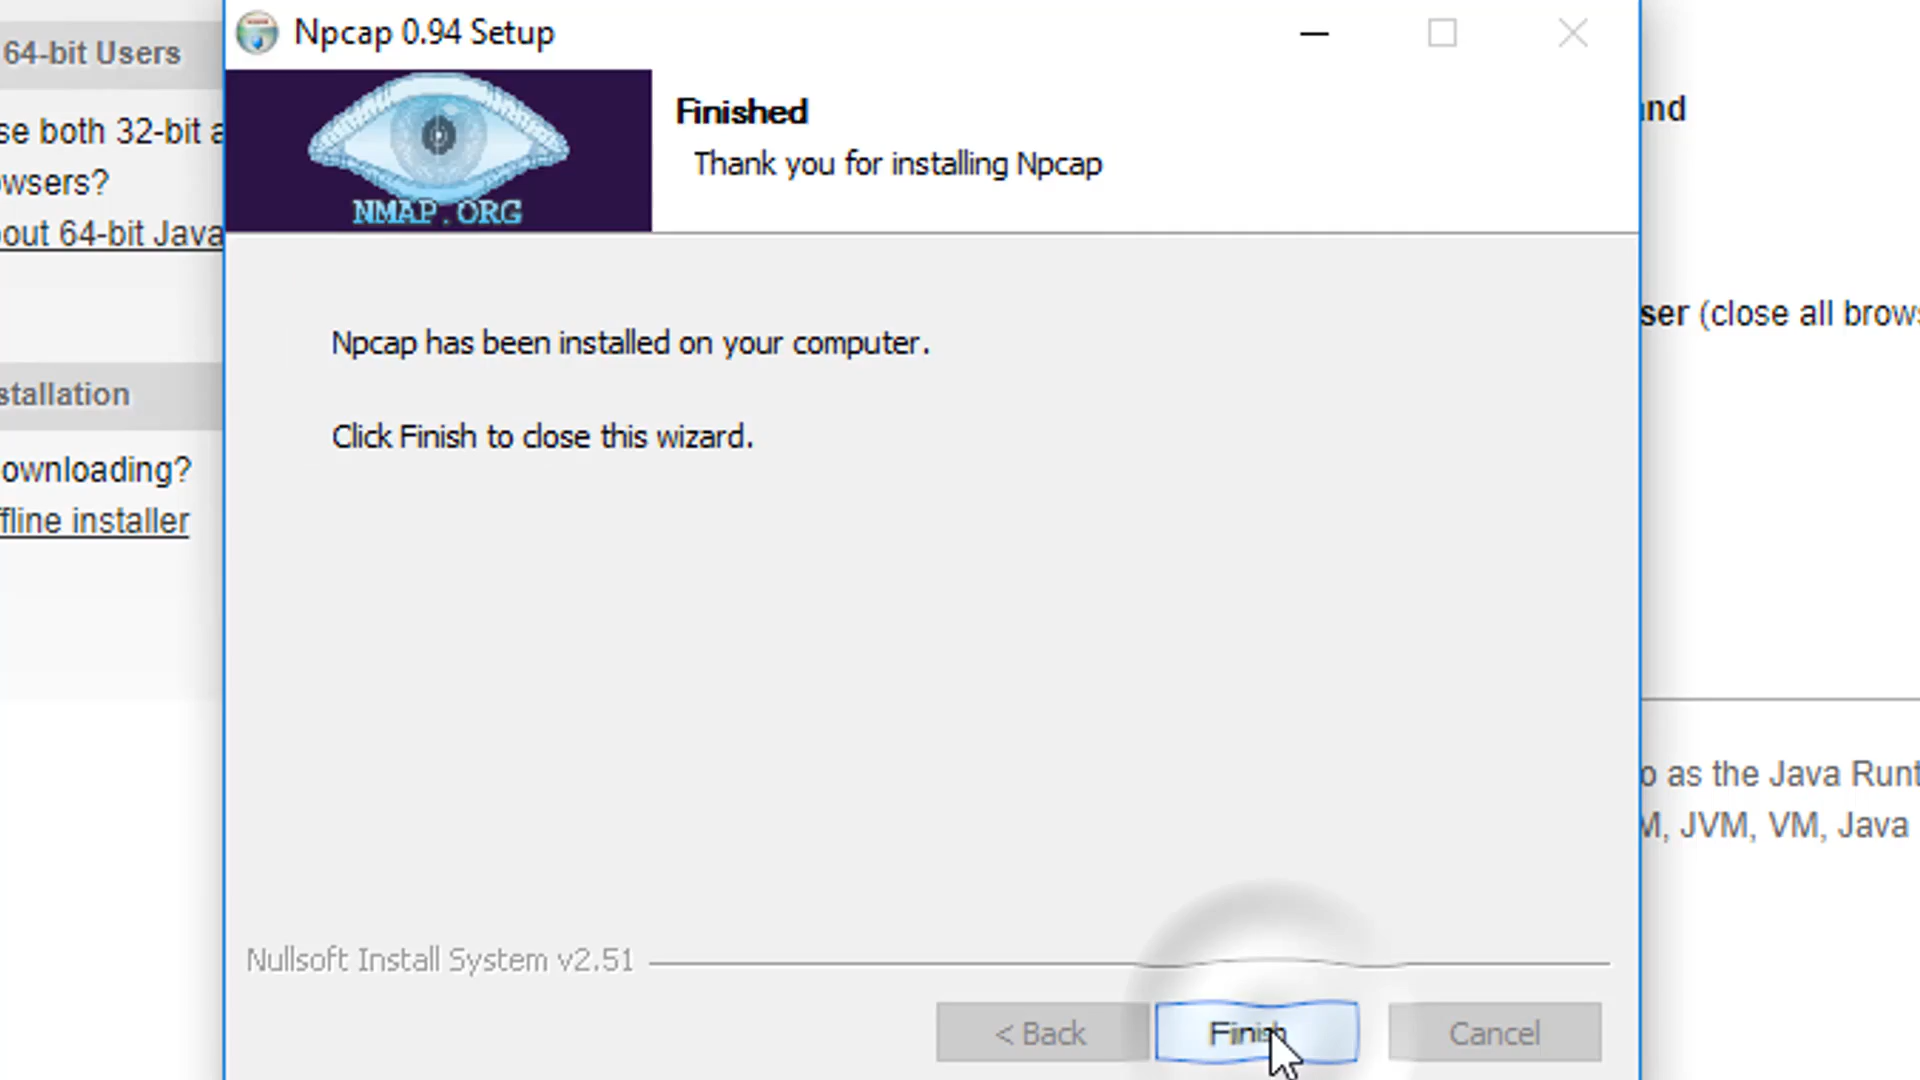 Npcap 0.94 Setup
64-bit Users
se both 32-bit a
wsers?
out 64-bit Java
stallation
ownloading?
fline installer
NMAP.ORG
Finished
Thank you for installing Npcap
Npcap has been installed on your computer.
Click Finish to close this wizard.
Nullsoft Install System v2.51
< Back
Finish
Cancel
and
ser (close all brows
o as the Java Runt
M, JVM, VM, Java